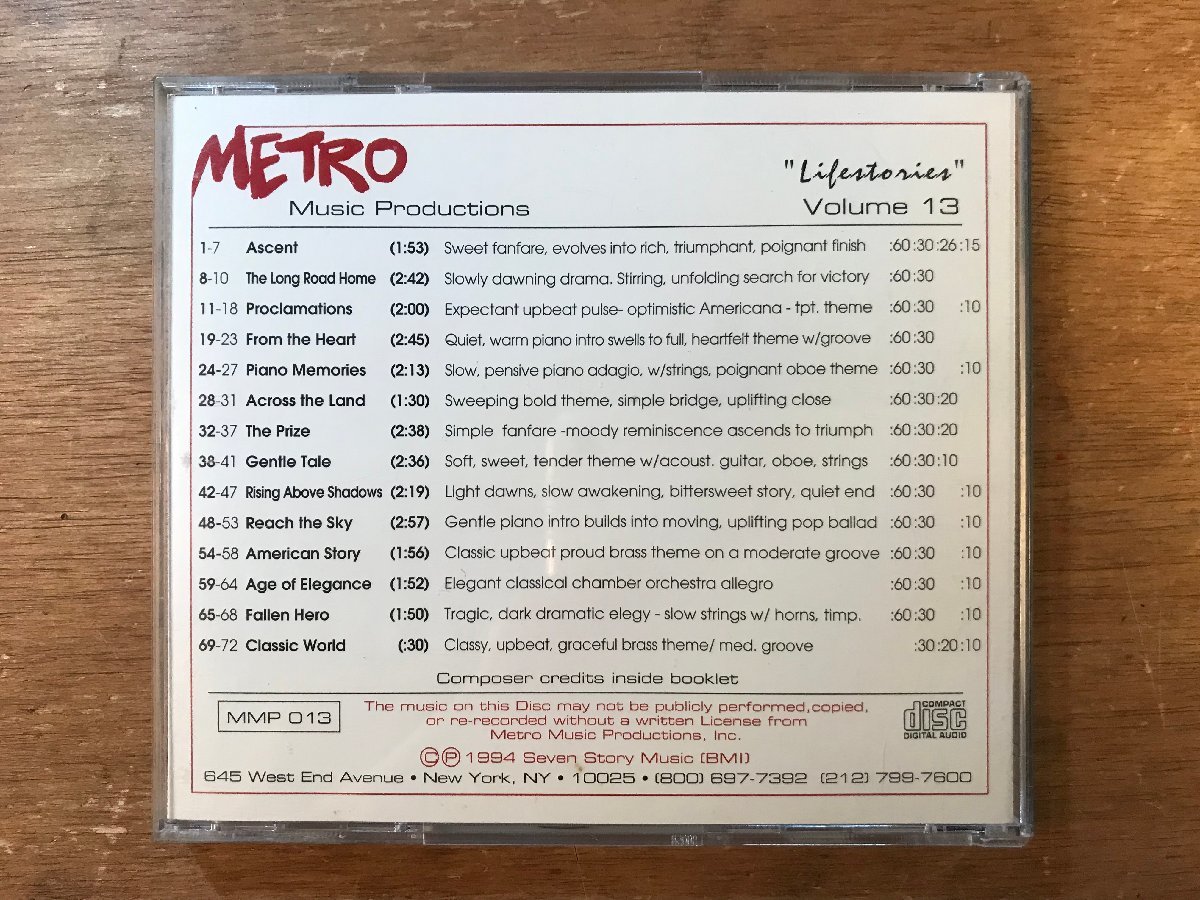 METRO
Music Productions
"Lifestories"
Volume 13
1-7 Ascent (1:53) Sweet fanfare, evolves into rich, triumphant, poignant finish :60:30:26:15
8-10 The Long Road Home (2:42) Slowly dawning drama. Stirring, unfolding search for victory :60:30
11-18 Proclamations (2:00) Expectant upbeat pulse- optimistic Americana - tpt. theme :60:30 :10
19-23 From the Heart (2:45) Quiet, warm piano intro swells to full, heartfelt theme w/groove :60:30
24-27 Piano Memories (2:13) Slow, pensive piano adagio, w/strings, poignant oboe theme :60:30 :10
28-31 Across the Land (1:30) Sweeping bold theme, simple bridge, uplifting close :60:30:20
32-37 The Prize (2:38) Simple fanfare -moody reminiscence ascends to triumph :60:30:20
38-41 Gentle Tale (2:36) Soft, sweet, tender theme w/acoust. guitar, oboe, strings :60:30:10
42-47 Rising Above Shadows (2:19) Light dawns, slow awakening, bittersweet story, quiet end :60:30 :10
48-53 Reach the Sky (2:57) Gentle piano intro builds into moving, uplifting pop ballad :60:30 :10
54-58 American Story (1:56) Classic upbeat proud brass theme on a moderate groove :60:30 :10
59-64 Age of Elegance (1:52) Elegant classical chamber orchestra allegro :60:30 :10
65-68 Fallen Hero (1:50) Tragic, dark dramatic elegy - slow strings w/ horns, timp. :60:30 :10
69-72 Classic World (:30) Classy, upbeat, graceful brass theme/ med. groove :30:20:10
Composer credits inside booklet
MMP 013
The music on this Disc may not be publicly performed,copied,
or re-recorded without a written License from
Metro Music Productions, Inc.
COMPACT
disc
DIGITAL AUDIO
©℗ 1994 Seven Story Music (BMI)
645 West End Avenue • New York, NY • 10025 • (800) 697-7392 (212) 799-7600